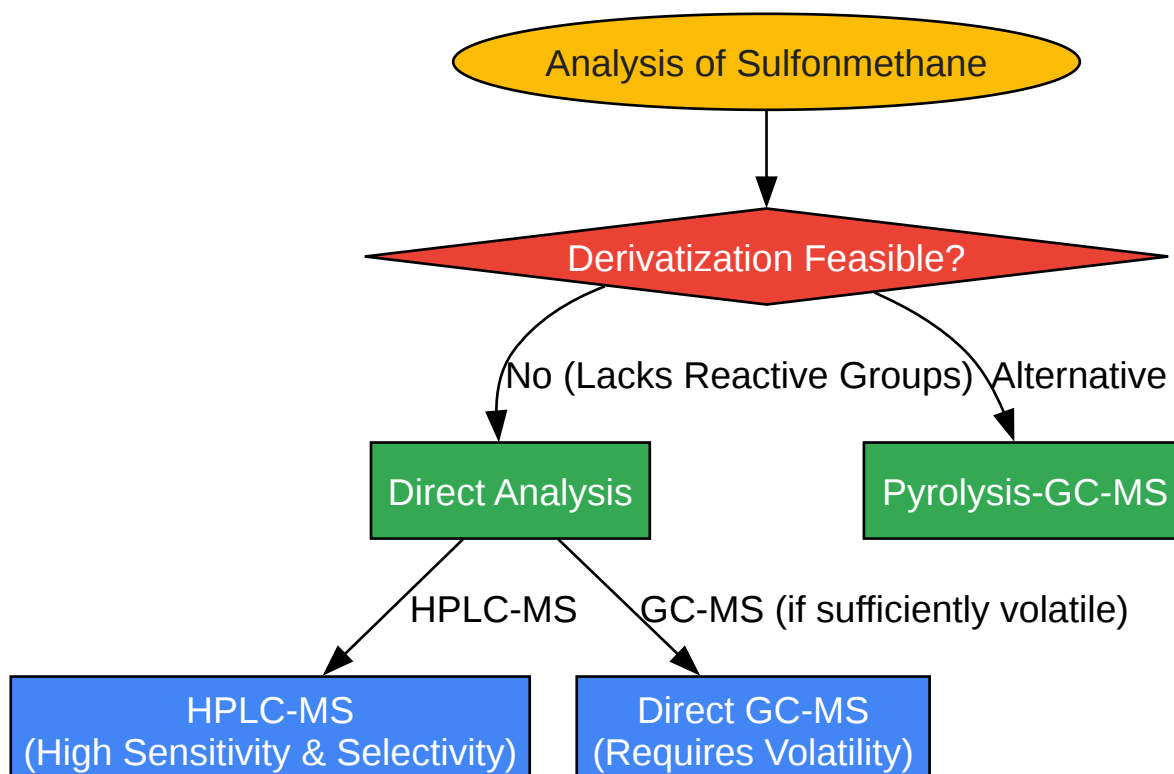 Analysis of Sulfonmethane
Derivatization Feasible?
No (Lacks Reactive Groups)
Alternative
Direct Analysis
Pyrolysis-GC-MS
HPLC-MS
GC-MS (if sufficiently volatile)
HPLC-MS
(High Sensitivity & Selectivity)
Direct GC-MS
(Requires Volatility)